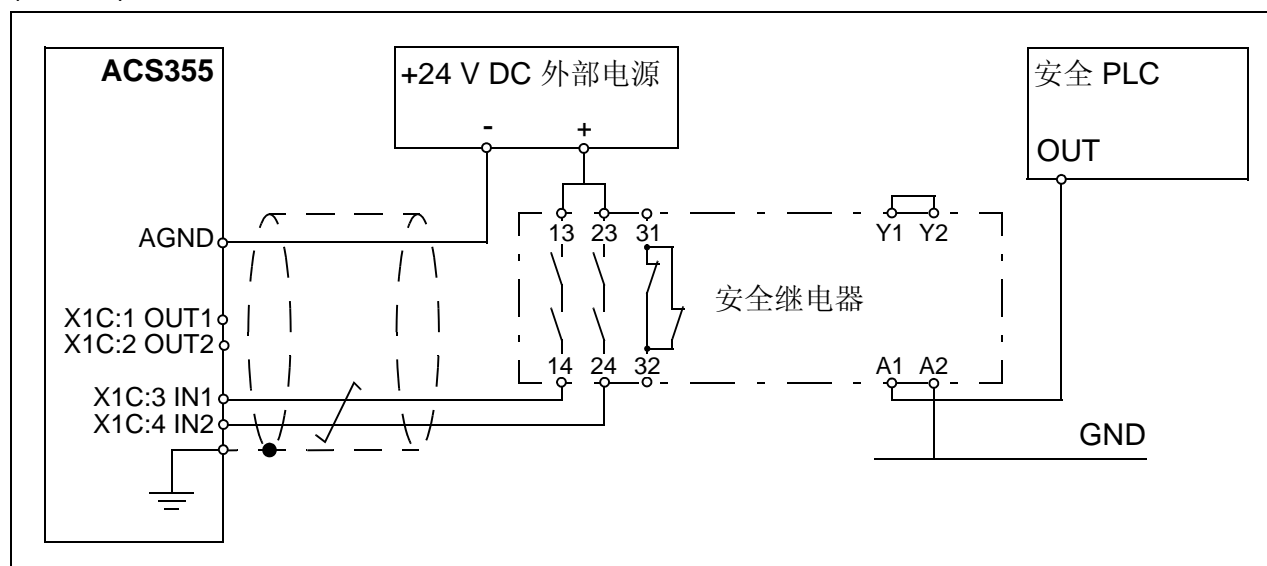 ACS355
+24 V DC 外部电源
安全 PLC
- +
OUT
AGND
13 23 31
Y1 Y2
X1C:1 OUT1
X1C:2 OUT2
安全继电器
14 24 32
A1 A2
X1C:3 IN1
X1C:4 IN2
GND